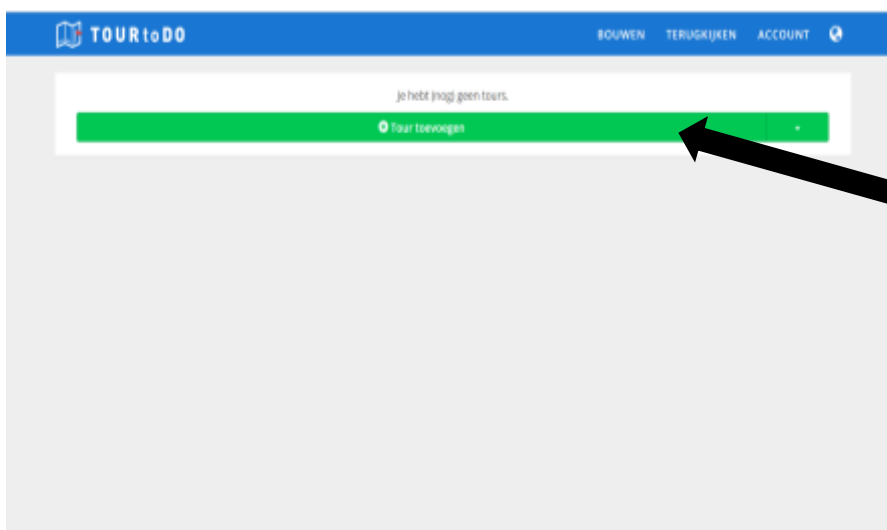 TOURtoDO
BOUWEN TERUGKIJKEN ACCOUNT
Je hebt (nog) geen tours.
Tour toevoegen